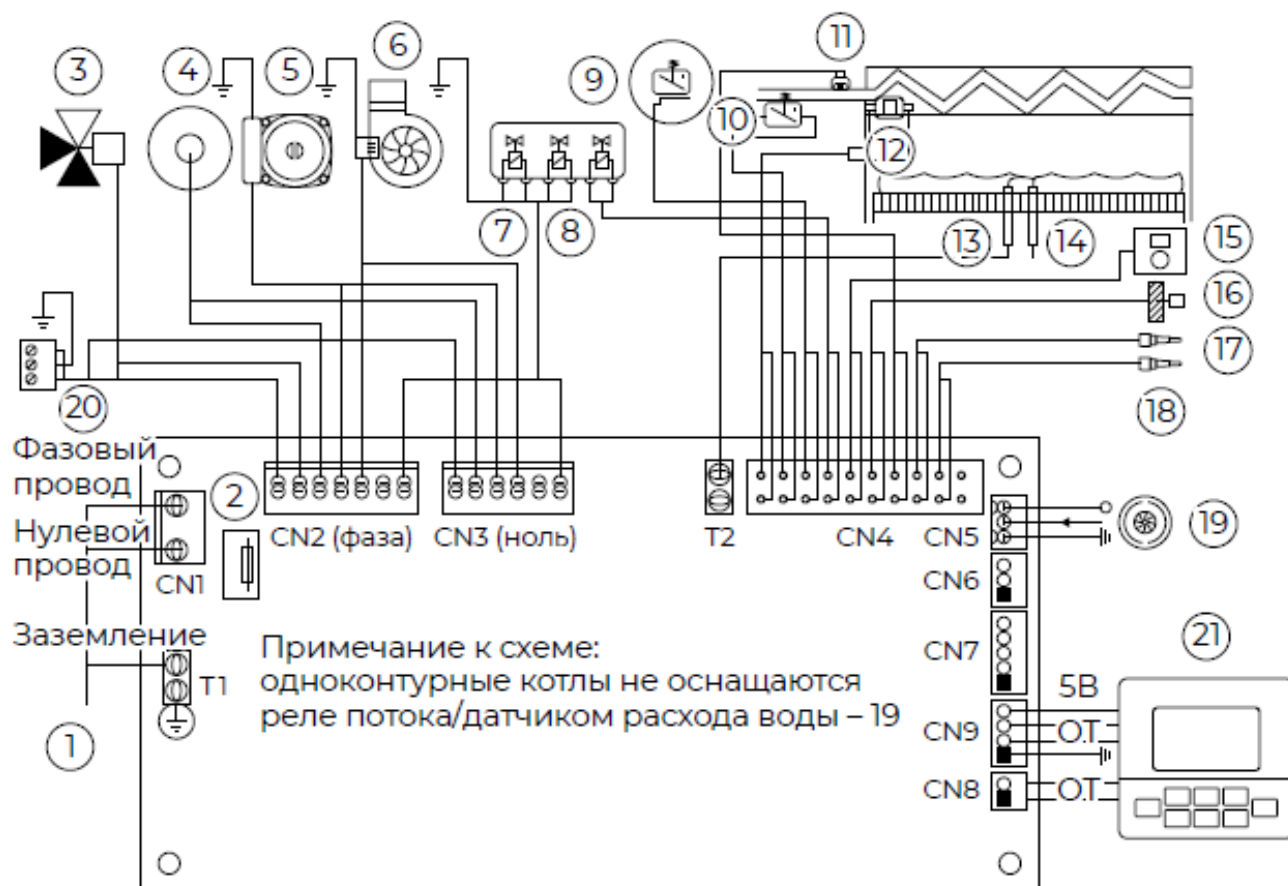 3
4
5
6
9
11
10
12
7
8
13
14
15
16
17
18
20
Фазовый
провод
2
Нулевой
провод
CN1
CN2 (фаза)
CN3 (ноль)
T2
CN4
CN5
19
CN6
Заземление
T1
Примечание к схеме:
одноконтурные котлы не оснащаются
реле потока/датчиком расхода воды – 19
CN7
21
5В
1
CN9
О.Т
CN8
О.Т